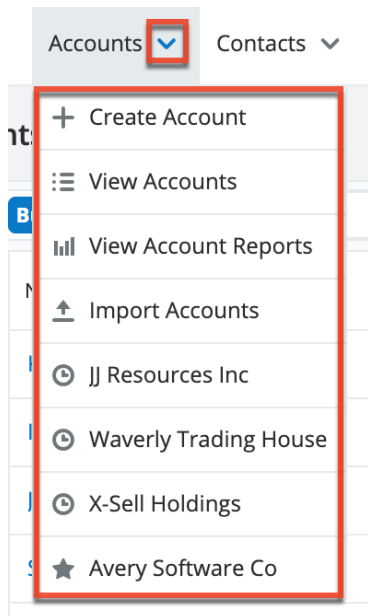 Accounts
Contacts
Create Account
View Accounts
View Account Reports
Import Accounts
JJ Resources Inc
Waverly Trading House
X-Sell Holdings
Avery Software Co